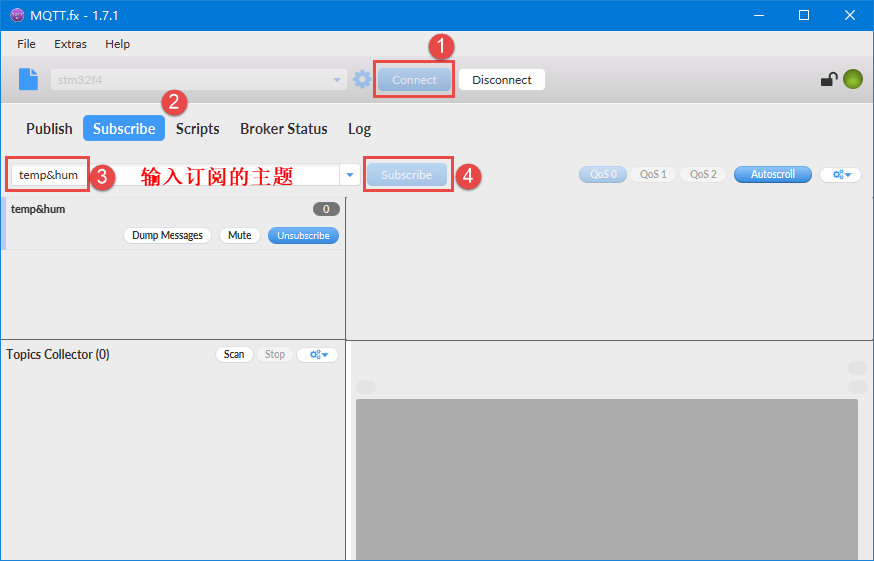 MQTT.fx - 1.7.1
File Extras Help
1
stm32f4 Connect Disconnect
2
Publish Subscribe Scripts Broker Status Log
temp&hum 3 输入订阅的主题 Subscribe 4 QoS 0 QoS 1 QoS 2 Autoscroll
temp&hum 0
Dump Messages Mute Unsubscribe
Topics Collector (0) Scan Stop